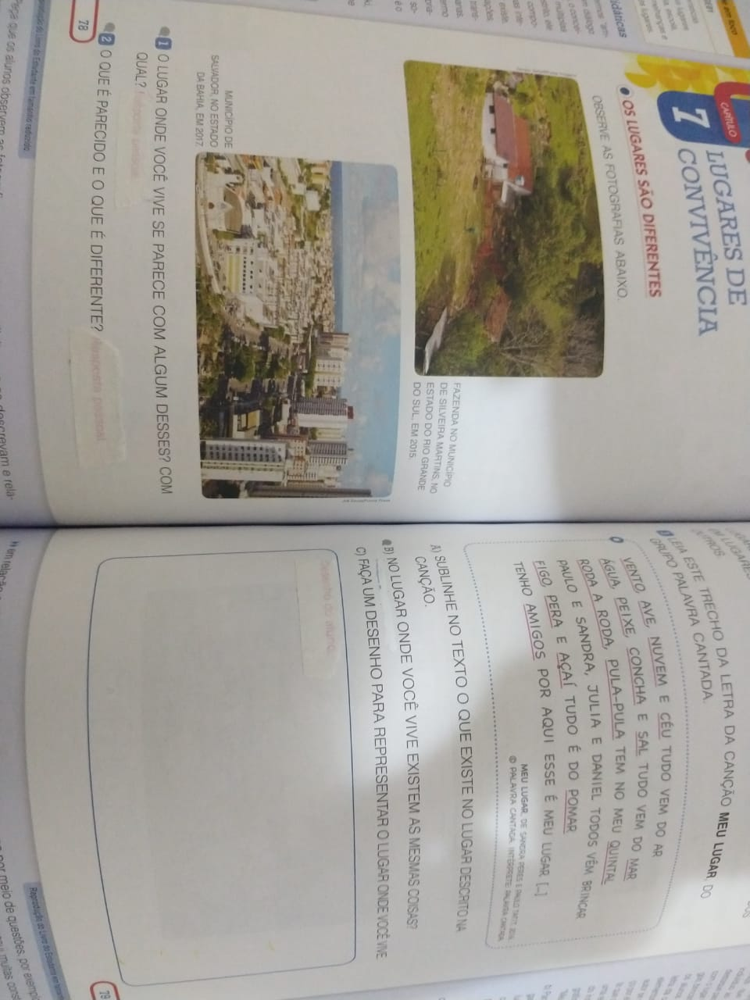 CAPÍTULO
7
LUGARES DE
CONVIVÊNCIA
OS LUGARES SÃO DIFERENTES
OBSERVE AS FOTOGRAFIAS ABAIXO.
FAZENDA NO MUNICÍPIO
DE SILVEIRA MARTINS, NO
ESTADO DO RIO GRANDE
DO SUL, EM 2015.
MUNICÍPIO DE
SALVADOR, NO ESTADO
DA BAHIA, EM 2017.
1 O LUGAR ONDE VOCÊ VIVE SE PARECE COM ALGUM DESSES? COM
QUAL? Resposta pessoal.
2 O QUE É PARECIDO E O QUE É DIFERENTE? Resposta pessoal.
78
LEIA ESTE TRECHO DA LETRA DA CANÇÃO MEU LUGAR, DO
GRUPO PALAVRA CANTADA.
VENTO, AVE, NUVEM E CÉU TUDO VEM DO AR
ÁGUA, PEIXE, CONCHA E SAL TUDO VEM DO MAR
RODA A RODA, PULA-PULA TEM NO MEU QUINTAL
PAULO E SANDRA, JULIA E DANIEL TODOS VÊM BRINCAR
FIGO, PERA E AÇAÍ TUDO É DO POMAR
TENHO AMIGOS POR AQUI ESSE É MEU LUGAR [...]
MEU LUGAR, DE SANDRA PERES E PAULO TATIT,
© PALAVRA CANTADA. INTÉRPRETE: PALAVRA CANTADA.
A) SUBLINHE NO TEXTO O QUE EXISTE NO LUGAR DESCRITO NA
CANÇÃO.
B) NO LUGAR ONDE VOCÊ VIVE EXISTEM AS MESMAS COISAS?
C) FAÇA UM DESENHO PARA REPRESENTAR O LUGAR ONDE VOCÊ VIVE.
Desenho do aluno.
79